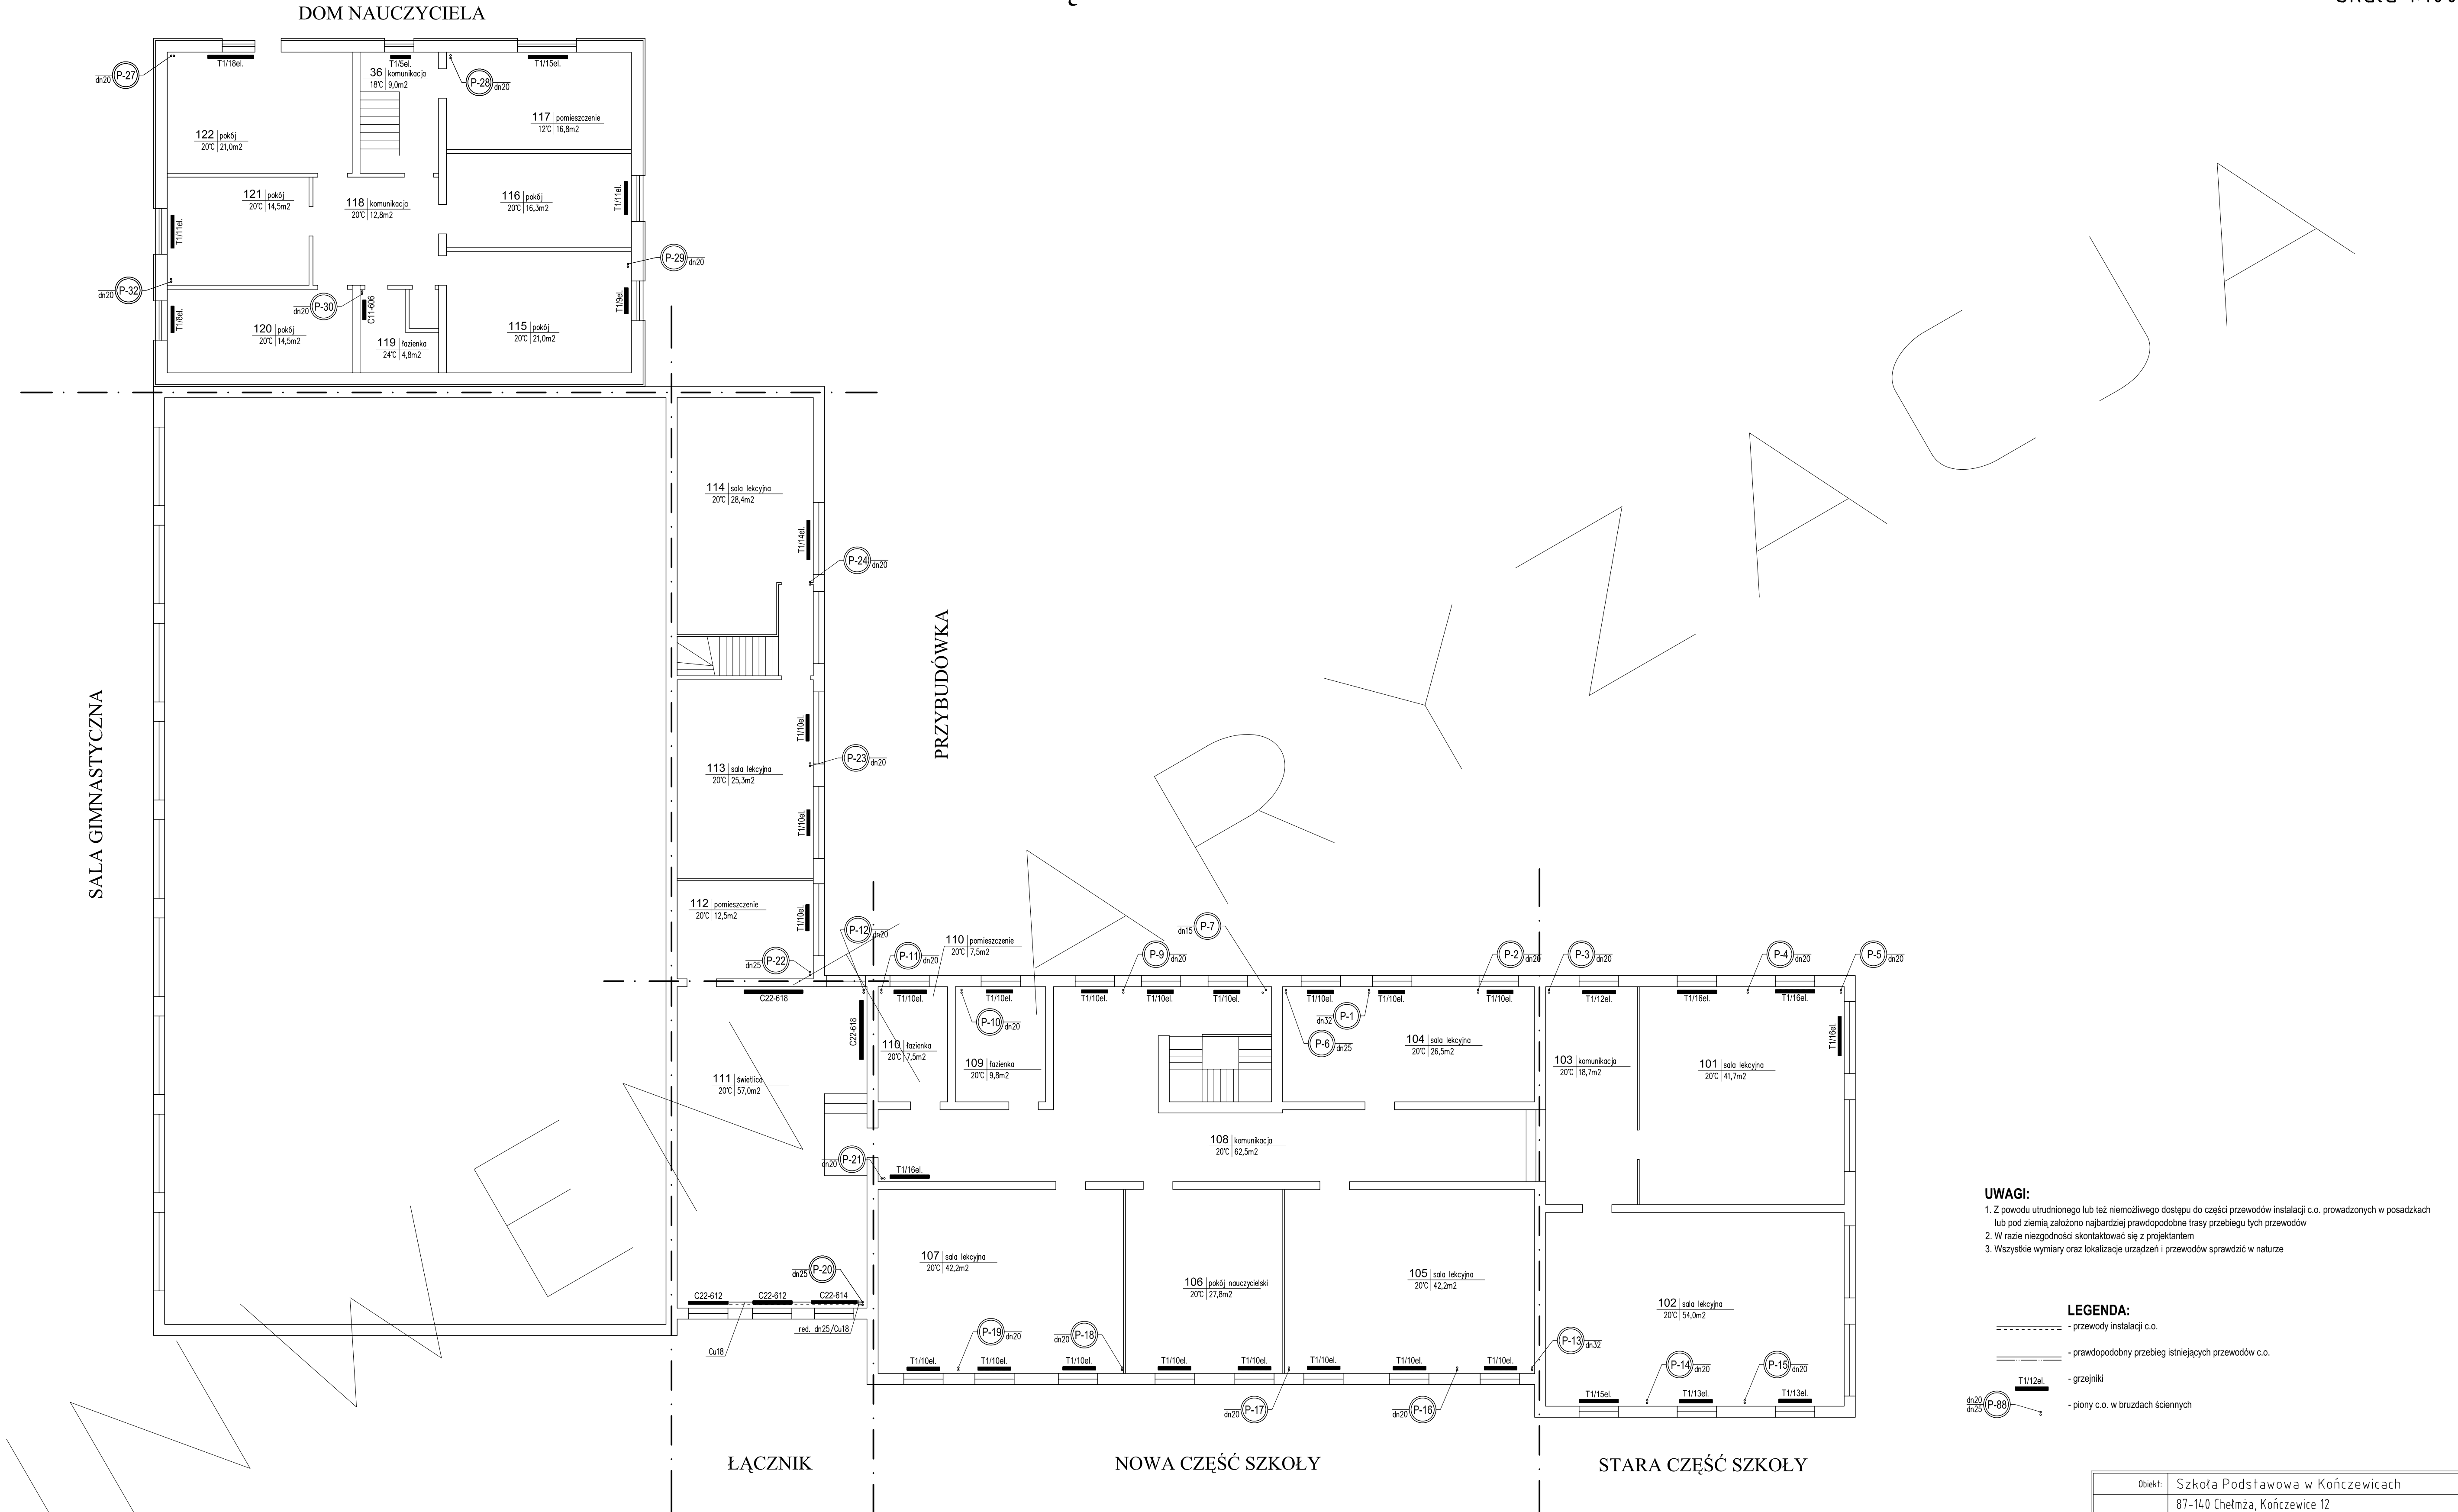 DOM NAUCZYCIELA
T1/18el.
T1/5el.
T1/15el.
dn20 P-27
36 komunikacja
18°C 9,0m2
P-28 dn20
117 pomieszczenie
12°C 16,8m2
122 pokój
20°C 21,0m2
121 pokój
20°C 14,5m2
118 komunikacja
20°C 12,8m2
116 pokój
20°C 16,3m2
T1/11el.
T1/11el.
P-29 dn20
dn20 P-32
dn20 P-30
C11-606
T1/9el.
T1/8el.
120 pokój
20°C 14,5m2
119 łazienka
24°C 4,8m2
115 pokój
20°C 21,0m2
114 sala lekcyjna
20°C 28,4m2
T1/14el.
P-24 dn20
PRZYBUDÓWKA
SALA GIMNASTYCZNA
T1/10el.
113 sala lekcyjna
20°C 25,3m2
P-23 dn20
T1/10el.
112 pomieszczenie
20°C 12,5m2
T1/10el.
P-12 dn20
dn25 P-22
P-11 dn20
110 pomieszczenie
20°C 7,5m2
P-9 dn20
dn15 P-7
P-2 dn20
P-3 dn20
P-4 dn20
P-5 dn20
C22-618
C22-618
T1/10el.
T1/10el.
T1/10el.
T1/10el.
T1/10el.
T1/10el.
T1/10el.
T1/10el.
T1/12el.
T1/16el.
T1/16el.
T1/16el.
P-10 dn20
dn32 P-1
P-6 dn25
110 łazienka
20°C 7,5m2
109 łazienka
20°C 9,8m2
104 sala lekcyjna
20°C 26,5m2
103 komunikacja
20°C 18,7m2
101 sala lekcyjna
20°C 41,7m2
111 świetlica
20°C 57,0m2
108 komunikacja
20°C 62,5m2
dn20 P-21
T1/16el.
107 sala lekcyjna
20°C 42,2m2
106 pokój nauczycielski
20°C 27,8m2
105 sala lekcyjna
20°C 42,2m2
102 sala lekcyjna
20°C 54,0m2
dn25 P-20
C22-612
C22-612
C22-614
red. dn25/Cu18
Cu18
P-19 dn20
dn20 P-18
P-13 dn32
T1/10el.
T1/10el.
T1/10el.
T1/10el.
T1/10el.
T1/10el.
T1/10el.
T1/10el.
P-14 dn20
P-15 dn20
T1/15el.
T1/13el.
T1/13el.
dn20 P-17
dn20 P-16
ŁĄCZNIK
NOWA CZĘŚĆ SZKOŁY
STARA CZĘŚĆ SZKOŁY
INWENTARYZACJA
UWAGI:
1. Z powodu utrudnionego lub też niemożliwego dostępu do części przewodów instalacji c.o. prowadzonych w posadzkach
lub pod ziemią założono najbardziej prawdopodobne trasy przebiegu tych przewodów
2. W razie niezgodności skontaktować się z projektantem
3. Wszystkie wymiary oraz lokalizacje urządzeń i przewodów sprawdzić w naturze
LEGENDA:
- przewody instalacji c.o.
- prawdopodobny przebieg istniejących przewodów c.o.
T1/12el. - grzejniki
dn20
dn25 P-88 - piony c.o. w bruzdach ściennych
Obiekt: Szkoła Podstawowa w Kończewicach
87-140 Chełmża, Kończewice 12